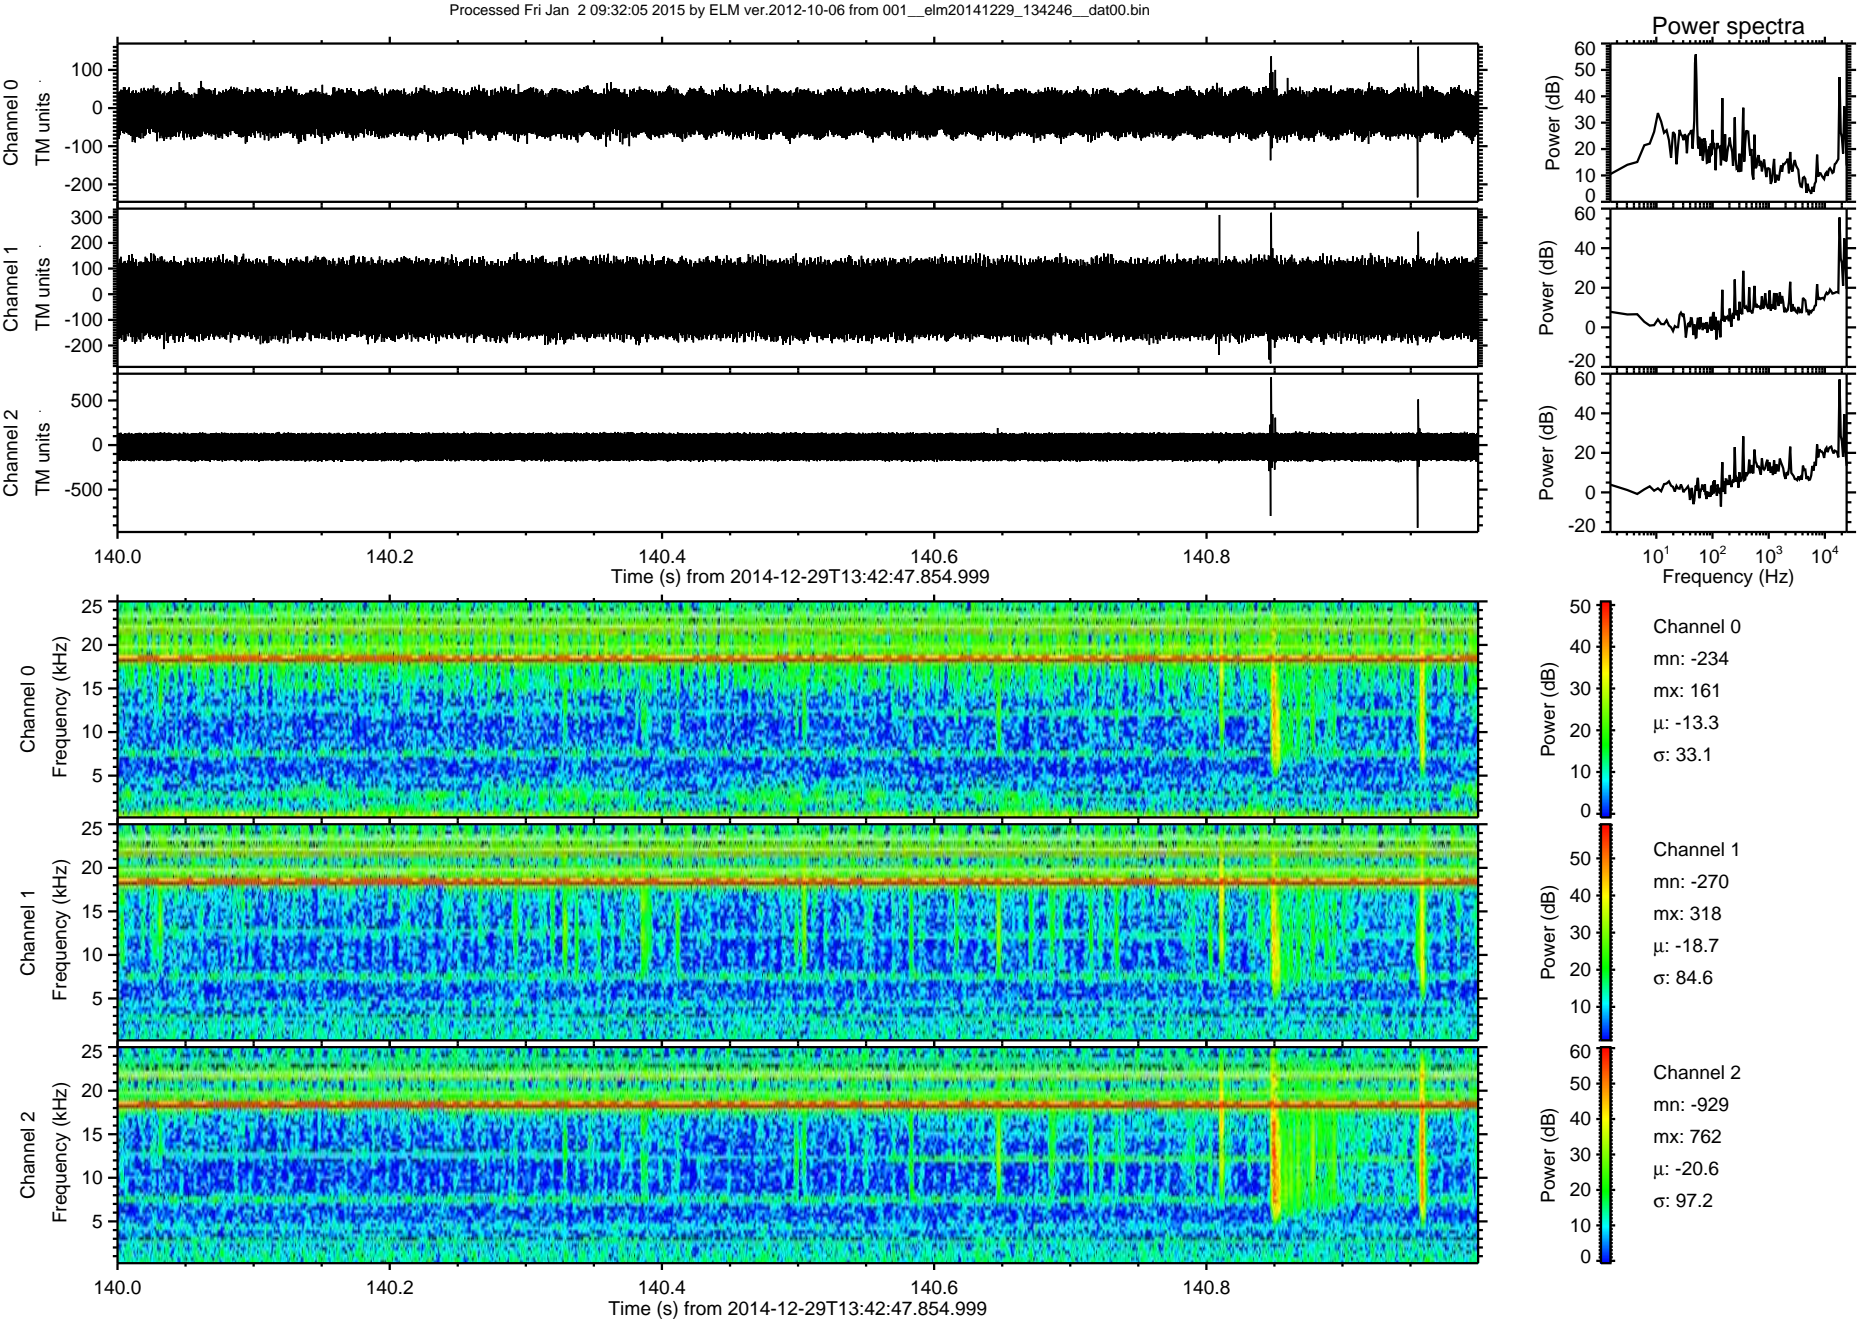 Processed Fri Jan  2 09:32:05 2015 by ELM ver.2012-10-06 from 001__elm20141229_134246__dat00.bin
Power spectra
Channel 0
TM units
100
0
-100
-200
Power (dB)
60
50
40
30
20
10
0
Channel 1
TM units
300
200
100
0
-100
-200
Power (dB)
60
40
20
0
-20
Channel 2
TM units
500
0
-500
Power (dB)
60
40
20
0
-20
140.0 140.2 140.4 140.6 140.8
Time (s) from 2014-12-29T13:42:47.854.999
10¹ 10² 10³ 10⁴
Frequency (Hz)
Channel 0
Frequency (kHz)
25
20
15
10
5
Power (dB)
50
40
30
20
10
0
Channel 0
mn: -234
mx: 161
μ: -13.3
σ: 33.1
Channel 1
Frequency (kHz)
25
20
15
10
5
Power (dB)
50
40
30
20
10
Channel 1
mn: -270
mx: 318
μ: -18.7
σ: 84.6
Channel 2
Frequency (kHz)
25
20
15
10
5
Power (dB)
60
50
40
30
20
10
0
Channel 2
mn: -929
mx: 762
μ: -20.6
σ: 97.2
140.0 140.2 140.4 140.6 140.8
Time (s) from 2014-12-29T13:42:47.854.999